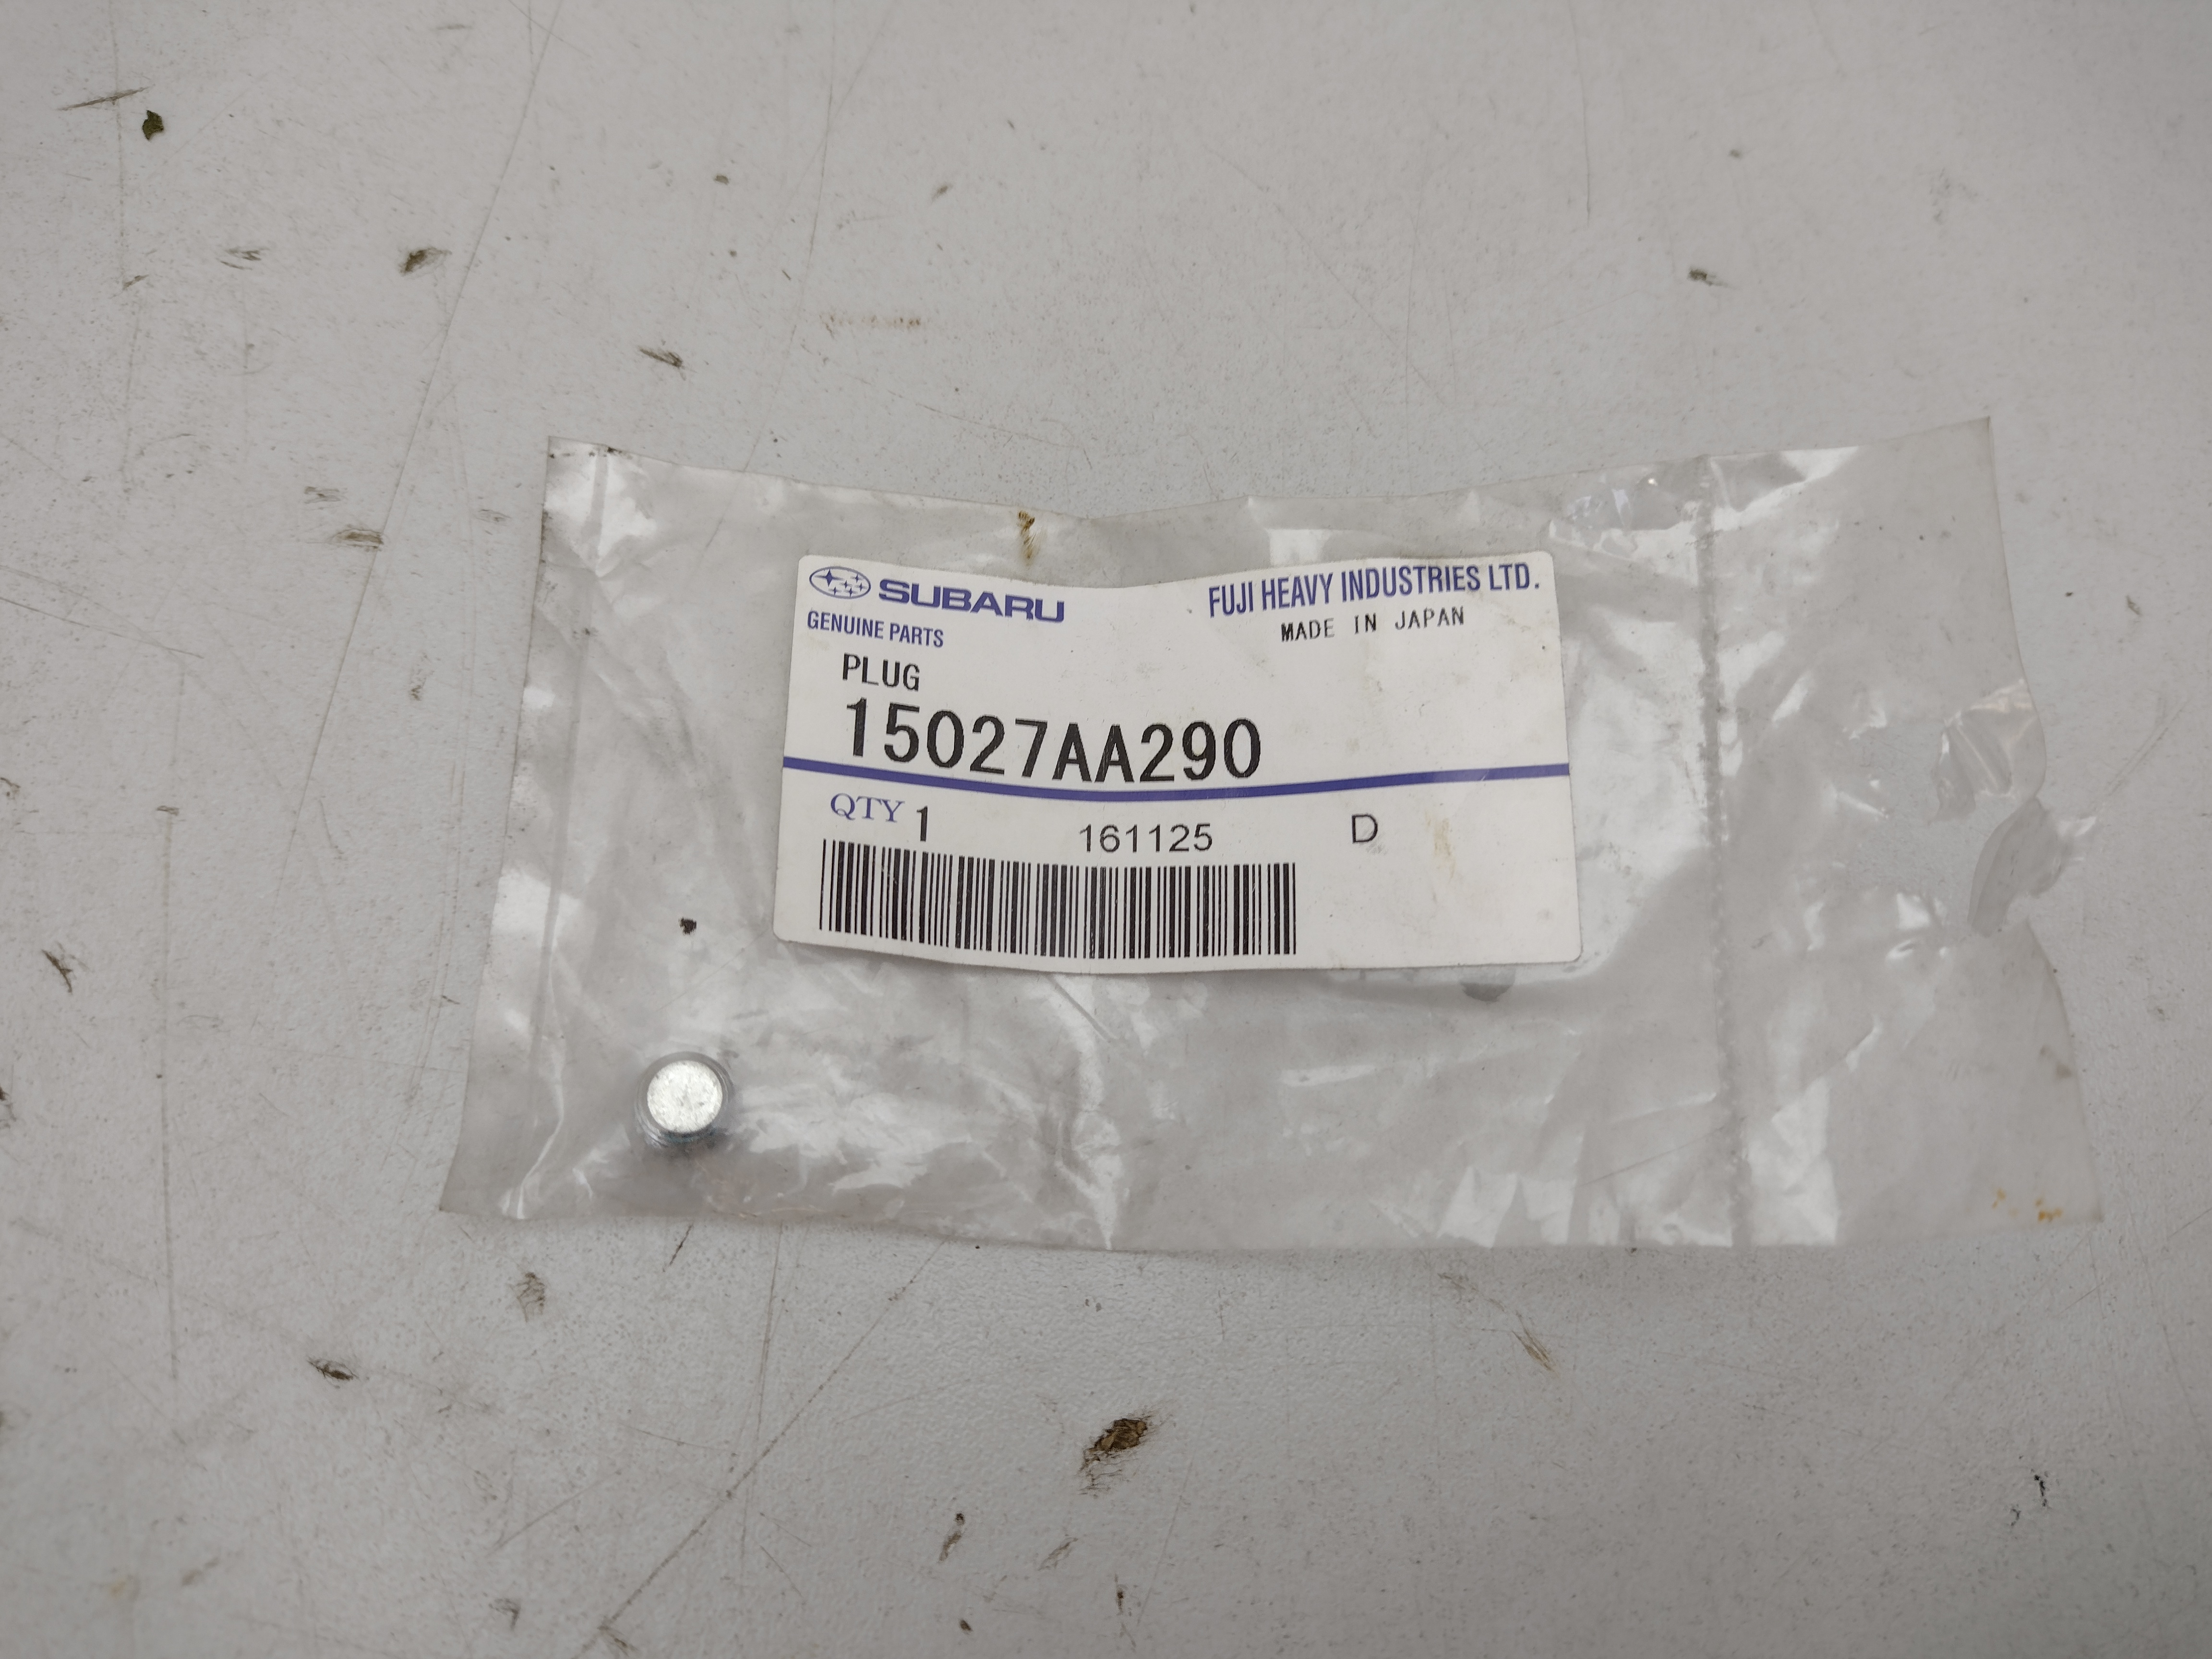 SUBARU
FUJI HEAVY INDUSTRIES LTD.
GENUINE PARTS
MADE IN JAPAN
PLUG
15027AA290
QTY 1
161125
D